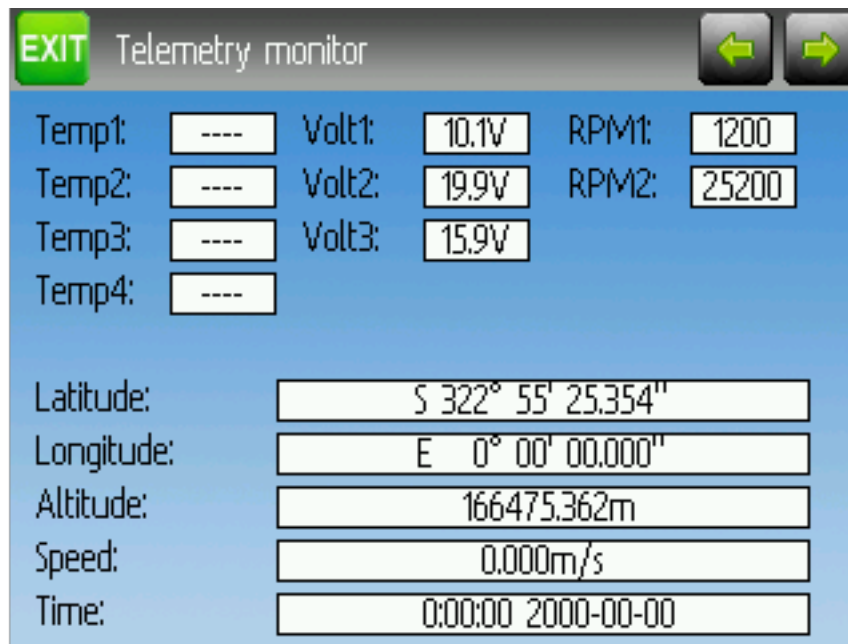 EXIT Telemetry monitor
Temp1: ---- Volt1: 10.1V RPM1: 1200
Temp2: ---- Volt2: 19.9V RPM2: 25200
Temp3: ---- Volt3: 15.9V
Temp4: ----
Latitude: S 322° 55' 25.354"
Longitude: E 0° 00' 00.000"
Altitude: 166475.362m
Speed: 0.000m/s
Time: 0:00:00 2000-00-00